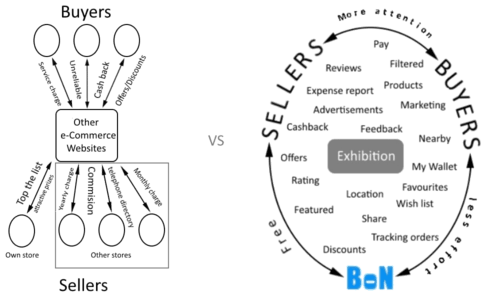 Buyers
Service charge
Unreliable
Cash back
Offers/Discounts
Other
e-Commerce
Websites
Top the list
attractive prices
Yearly charge
Commision
telephone directory
Monthly charge
Own store
Other stores
Sellers
VS
More attention
SELLERS
BUYERS
Pay
Reviews
Filtered
Expense report
Products
Advertisements
Marketing
Cashback
Feedback
Nearby
Exhibition
Offers
My Wallet
Rating
Location
Favourites
Wish list
Featured
Share
Tracking orders
Discounts
Free
less effort
BoN